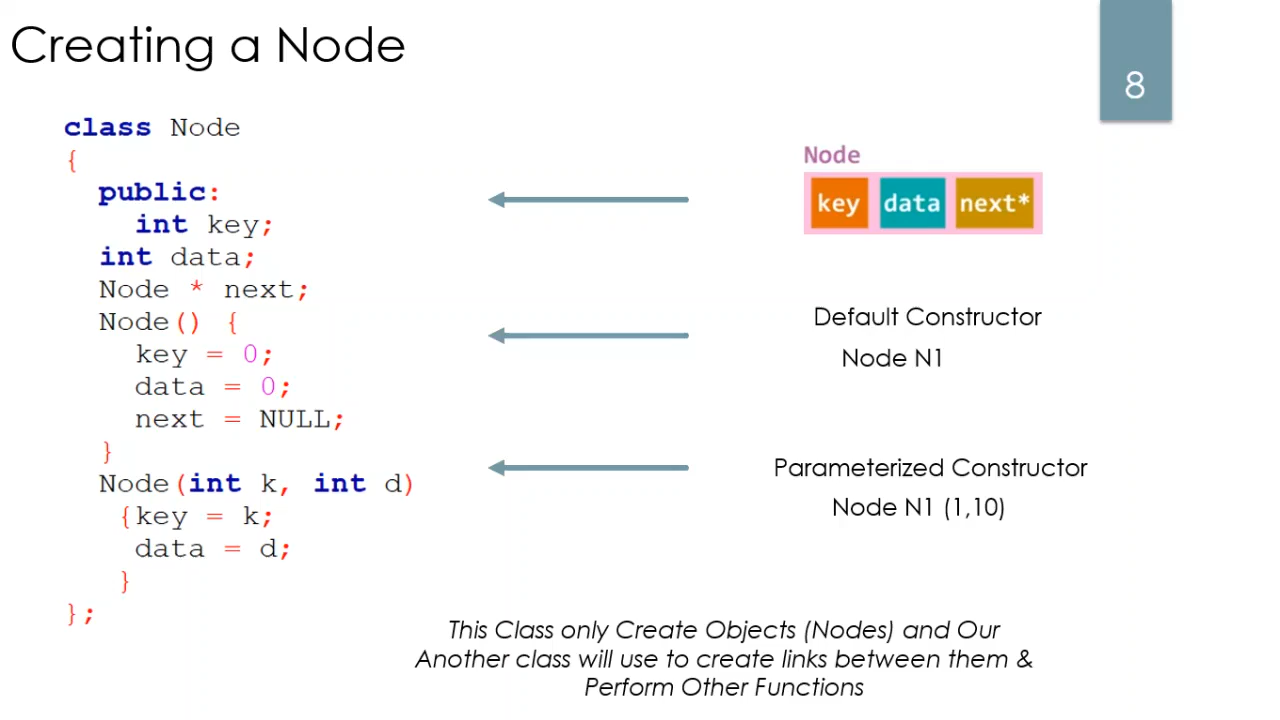 Creating a Node
8
class Node
{
public:
int key;
int data;
Node * next;
Node() {
key = 0;
data = 0;
next = NULL;
}
Node(int k, int d)
{key = k;
data = d;
}
};
Node
key data next*
Default Constructor
Node N1
Parameterized Constructor
Node N1 (1,10)
This Class only Create Objects (Nodes) and Our
Another class will use to create links between them &
Perform Other Functions